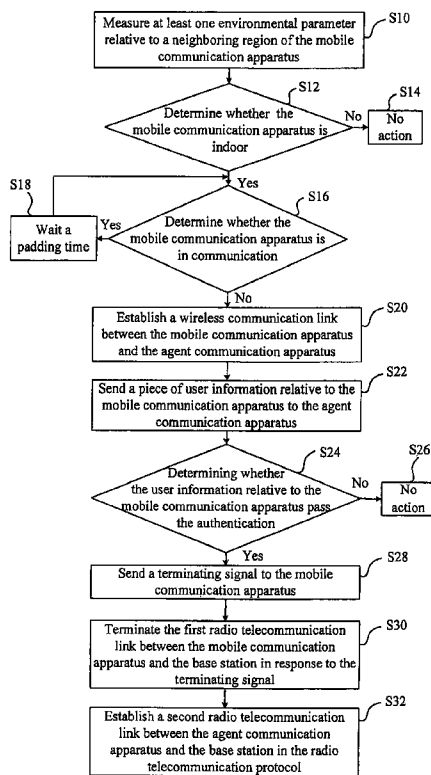 S10
Measure at least one environmental parameter
relative to a neighboring region of the mobile
communication apparatus
S12
Determine whether the
mobile communication apparatus is
indoor
No
S14
No
action
Yes
S16
Determine whether the
mobile communication apparatus is
in communication
Yes
S18
Wait a
padding time
No
S20
Establish a wireless communication link
between the mobile communication apparatus
and the agent communication apparatus
S22
Send a piece of user information relative to the
mobile communication apparatus to the agent
communication apparatus
S24
Determining whether
the user information relative to the
mobile communication apparatus pass
the authentication
No
S26
No
action
Yes
S28
Send a terminating signal to the mobile
communication apparatus
S30
Terminate the first radio telecommunication
link between the mobile communication
apparatus and the base station in response to the
terminating signal
S32
Establish a second radio telecommunication
link between the agent communication
apparatus and the base station in the radio
telecommunication protocol